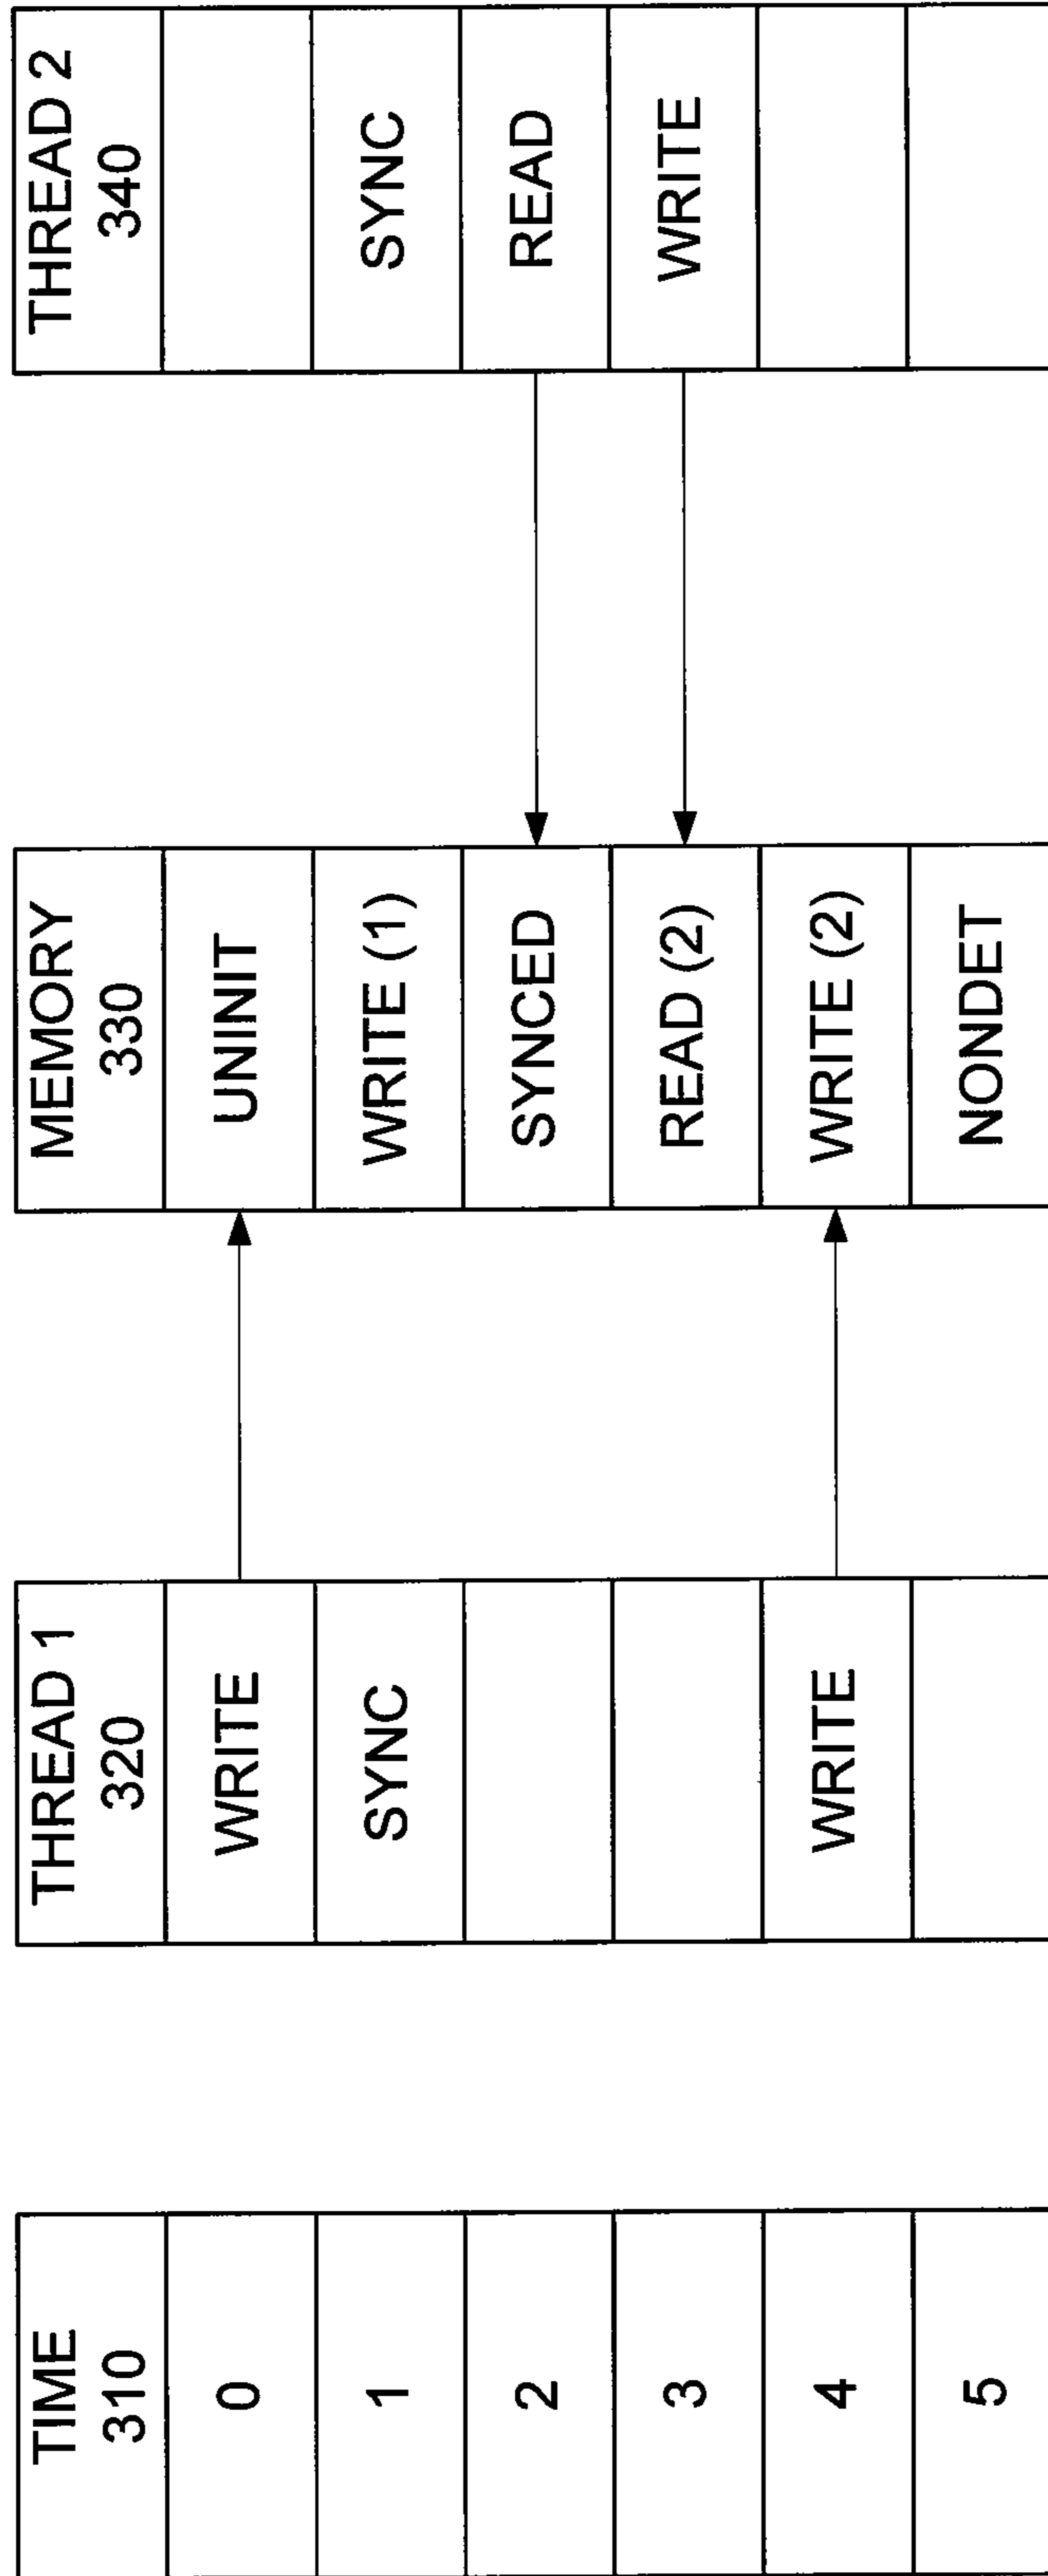 TIME
310
0
1
2
3
4
5
THREAD 1
320
WRITE
SYNC
WRITE
MEMORY
330
UNINIT
WRITE (1)
SYNCED
READ (2)
WRITE (2)
NONDET
THREAD 2
340
SYNC
READ
WRITE